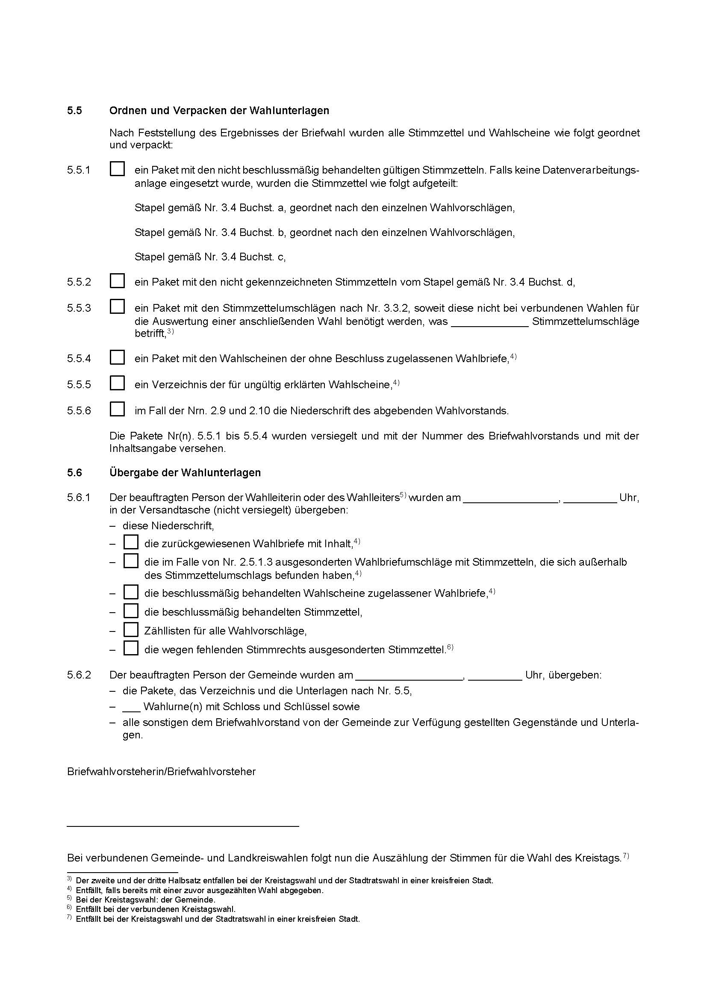 5.5 Ordnen und Verpacken der Wahlunterlagen
Nach Feststellung des Ergebnisses der Briefwahl wurden alle Stimmzettel und Wahlscheine wie folgt geordnet
und verpackt:
5.5.1 ein Paket mit den nicht beschlussmäßig behandelten gültigen Stimmzetteln. Falls keine Datenverarbeitungs-
anlage eingesetzt wurde, wurden die Stimmzettel wie folgt aufgeteilt:
Stapel gemäß Nr. 3.4 Buchst. a, geordnet nach den einzelnen Wahlvorschlägen,
Stapel gemäß Nr. 3.4 Buchst. b, geordnet nach den einzelnen Wahlvorschlägen,
Stapel gemäß Nr. 3.4 Buchst. c,
5.5.2 ein Paket mit den nicht gekennzeichneten Stimmzetteln vom Stapel gemäß Nr. 3.4 Buchst. d,
5.5.3 ein Paket mit den Stimmzettelumschlägen nach Nr. 3.3.2, soweit diese nicht bei verbundenen Wahlen für
die Auswertung einer anschließenden Wahl benötigt werden, was _____________ Stimmzettelumschläge
betrifft,3)
5.5.4 ein Paket mit den Wahlscheinen der ohne Beschluss zugelassenen Wahlbriefe,4)
5.5.5 ein Verzeichnis der für ungültig erklärten Wahlscheine,4)
5.5.6 im Fall der Nrn. 2.9 und 2.10 die Niederschrift des abgebenden Wahlvorstands.
Die Pakete Nr(n). 5.5.1 bis 5.5.4 wurden versiegelt und mit der Nummer des Briefwahlvorstands und mit der
Inhaltsangabe versehen.
5.6 Übergabe der Wahlunterlagen
5.6.1 Der beauftragten Person der Wahlleiterin oder des Wahlleiters5) wurden am ________________, _________ Uhr,
in der Versandtasche (nicht versiegelt) übergeben:
– diese Niederschrift,
– die zurückgewiesenen Wahlbriefe mit Inhalt,4)
– die im Falle von Nr. 2.5.1.3 ausgesonderten Wahlbriefumschläge mit Stimmzetteln, die sich außerhalb
des Stimmzettelumschlags befunden haben,4)
– die beschlussmäßig behandelten Wahlscheine zugelassener Wahlbriefe,4)
– die beschlussmäßig behandelten Stimmzettel,
– Zähllisten für alle Wahlvorschläge,
– die wegen fehlenden Stimmrechts ausgesonderten Stimmzettel.6)
5.6.2 Der beauftragten Person der Gemeinde wurden am __________________, _________ Uhr, übergeben:
– die Pakete, das Verzeichnis und die Unterlagen nach Nr. 5.5,
– ___ Wahlurne(n) mit Schloss und Schlüssel sowie
– alle sonstigen dem Briefwahlvorstand von der Gemeinde zur Verfügung gestellten Gegenstände und Unterla-
gen.
Briefwahlvorsteherin/Briefwahlvorsteher
Bei verbundenen Gemeinde- und Landkreiswahlen folgt nun die Auszählung der Stimmen für die Wahl des Kreistags.7)
3) Der zweite und der dritte Halbsatz entfallen bei der Kreistagswahl und der Stadtratswahl in einer kreisfreien Stadt.
4) Entfällt, falls bereits mit einer zuvor ausgezählten Wahl abgegeben.
5) Bei der Kreistagswahl: der Gemeinde.
6) Entfällt bei der verbundenen Kreistagswahl.
7) Entfällt bei der Kreistagswahl und der Stadtratswahl in einer kreisfreien Stadt.